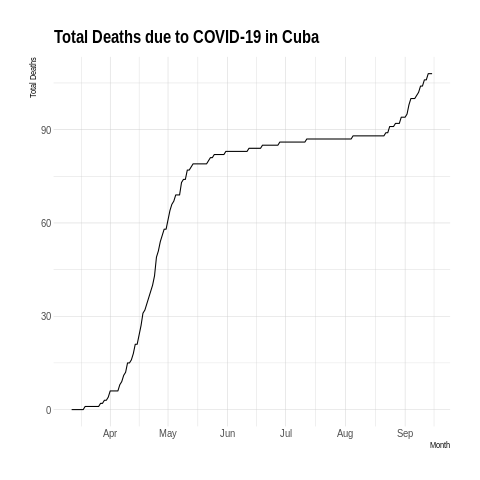 Total Deaths due to COVID-19 in Cuba
Total Deaths
90
60
30
0
Apr May Jun Jul Aug Sep
Month